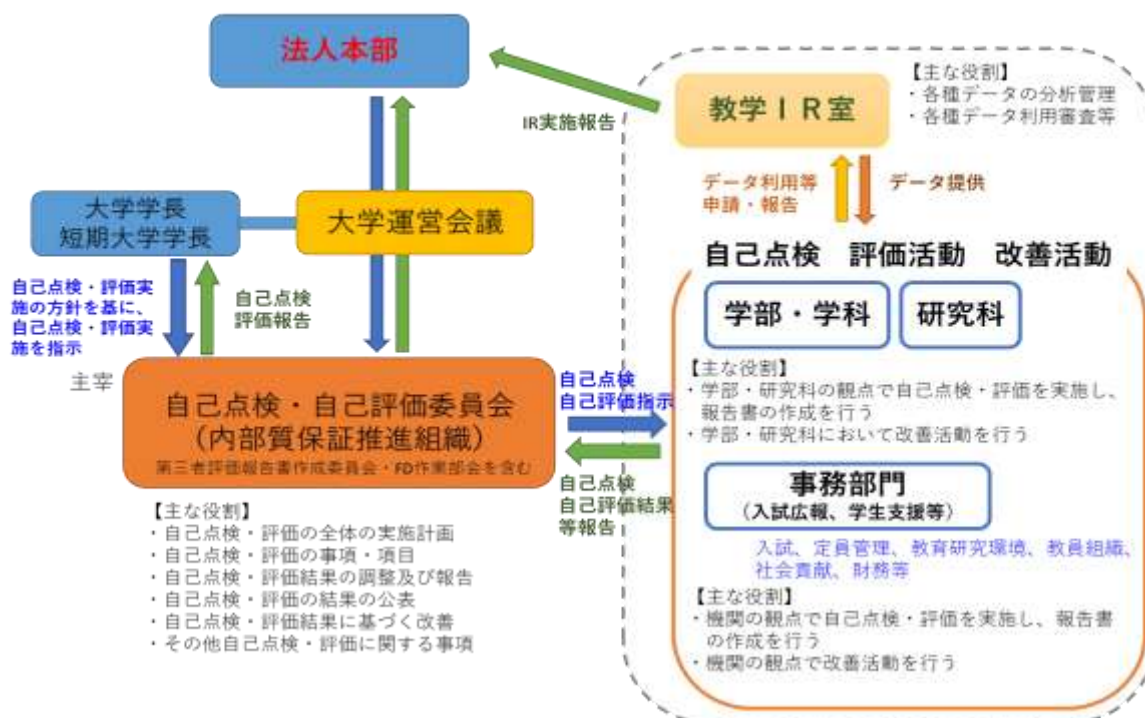 法人本部
IR実施報告
教学ＩＲ室
【主な役割】
・各種データの分析管理
・各種データ利用審査等
データ利用等
申請・報告
データ提供
大学学長
短期大学学長
大学運営会議
自己点検・評価実
施の方針を基に、
自己点検・評価実
施を指示
自己点検
評価報告
主宰
自己点検・自己評価委員会
（内部質保証推進組織）
第三者評価報告書作成委員会・FD作業部会を含む
【主な役割】
・自己点検・評価の全体の実施計画
・自己点検・評価の事項・項目
・自己点検・評価結果の調整及び報告
・自己点検・評価の結果の公表
・自己点検・評価結果に基づく改善
・その他自己点検・評価に関する事項
自己点検
自己評価指示
自己点検
自己評価結果
等報告
自己点検　評価活動　改善活動
学部・学科
研究科
【主な役割】
・学部・研究科の観点で自己点検・評価を実施し、
報告書の作成を行う
・学部・研究科において改善活動を行う
事務部門
（入試広報、学生支援等）
入試、定員管理、教育研究環境、教員組織、
社会貢献、財務等
【主な役割】
・機関の観点で自己点検・評価を実施し、報告書
の作成を行う
・機関の観点で改善活動を行う